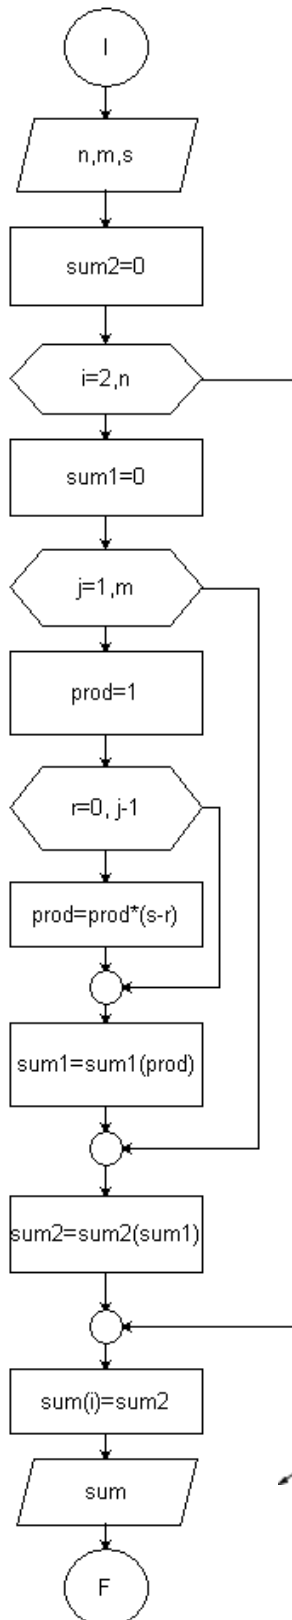 I
n,m,s
sum2=0
i=2,n
sum1=0
j=1,m
prod=1
r=0, j-1
prod=prod*(s-r)
sum1=sum1(prod)
sum2=sum2(sum1)
sum(i)=sum2
sum
F